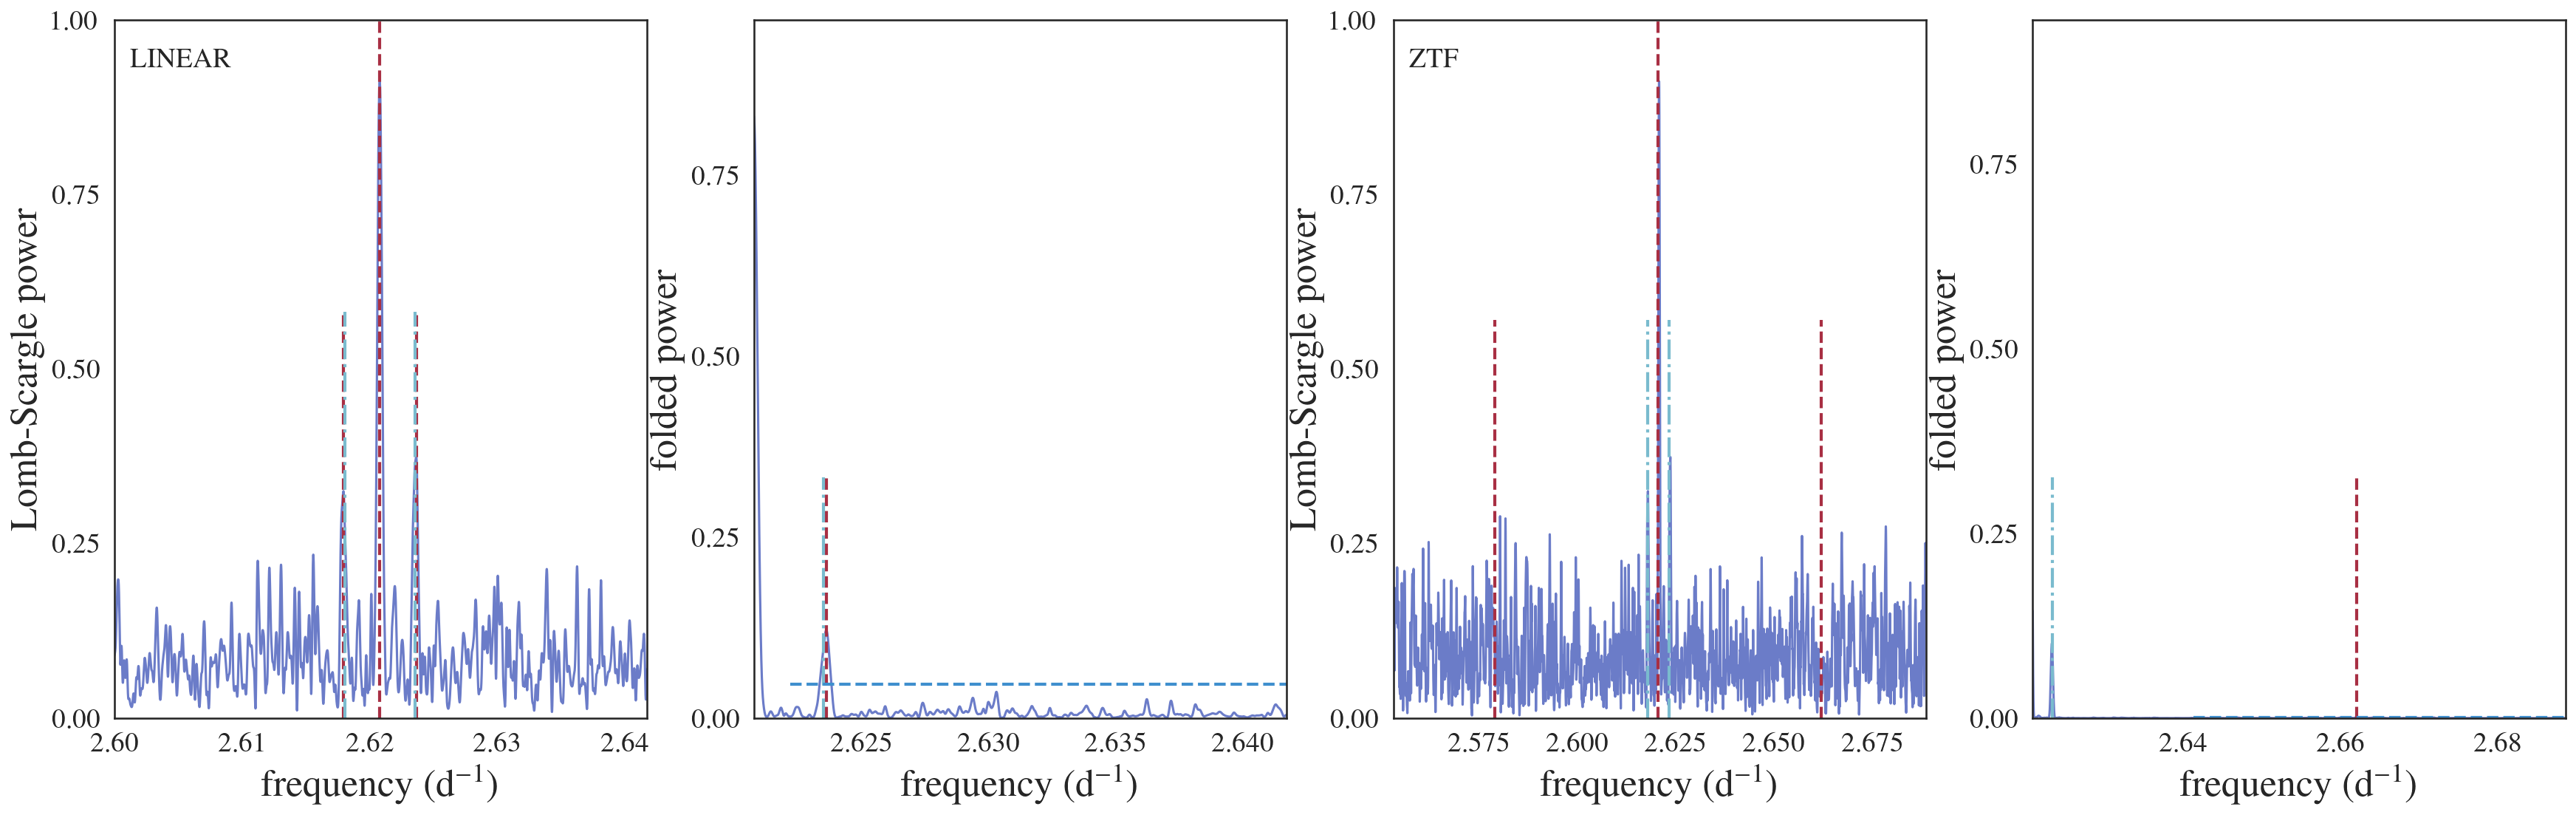 LINEAR
Lomb-Scargle power
1.00
0.75
0.50
0.25
0.00
2.60 2.61 2.62 2.63 2.64
frequency (d⁻¹)
folded power
0.75
0.50
0.25
0.00
2.625 2.630 2.635 2.640
frequency (d⁻¹)
ZTF
Lomb-Scargle power
1.00
0.75
0.50
0.25
0.00
2.575 2.600 2.625 2.650 2.675
frequency (d⁻¹)
folded power
0.75
0.50
0.25
0.00
2.64 2.66 2.68
frequency (d⁻¹)